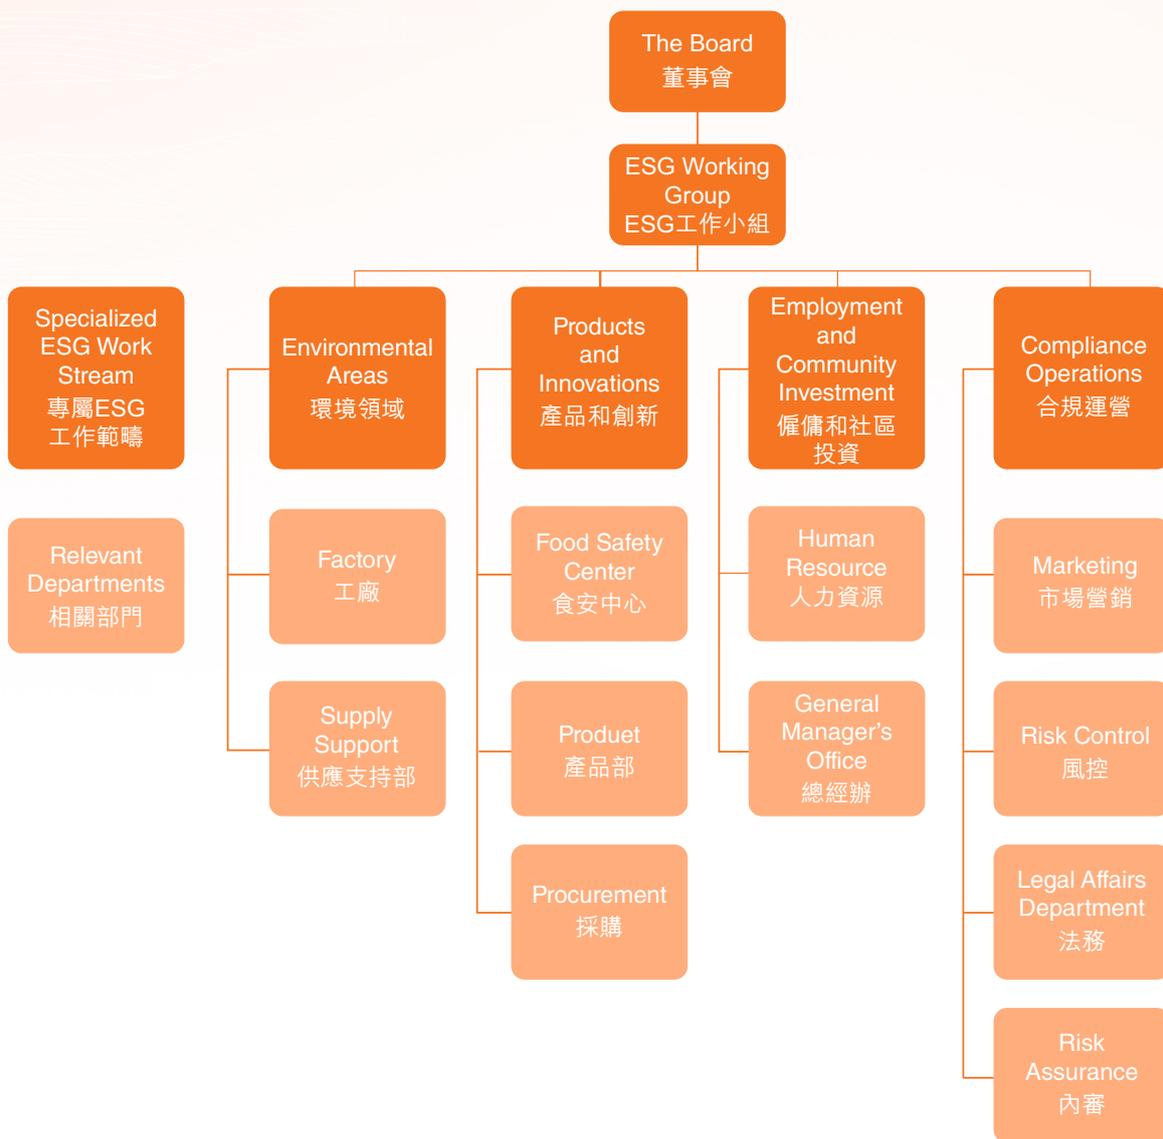 The Board
董事會
ESG Working
Group
ESG工作小組
Specialized
ESG Work
Stream
專屬ESG
工作範疇
Environmental
Areas
環境領域
Products
and
Innovations
產品和創新
Employment
and
Community
Investment
僱傭和社區
投資
Compliance
Operations
合規運營
Relevant
Departments
相關部門
Factory
工廠
Food Safety
Center
食安中心
Human
Resource
人力資源
Marketing
市場營銷
Supply
Support
供應支持部
Produet
產品部
General
Manager's
Office
總經辦
Risk Control
風控
Procurement
採購
Legal Affairs
Department
法務
Risk
Assurance
內審